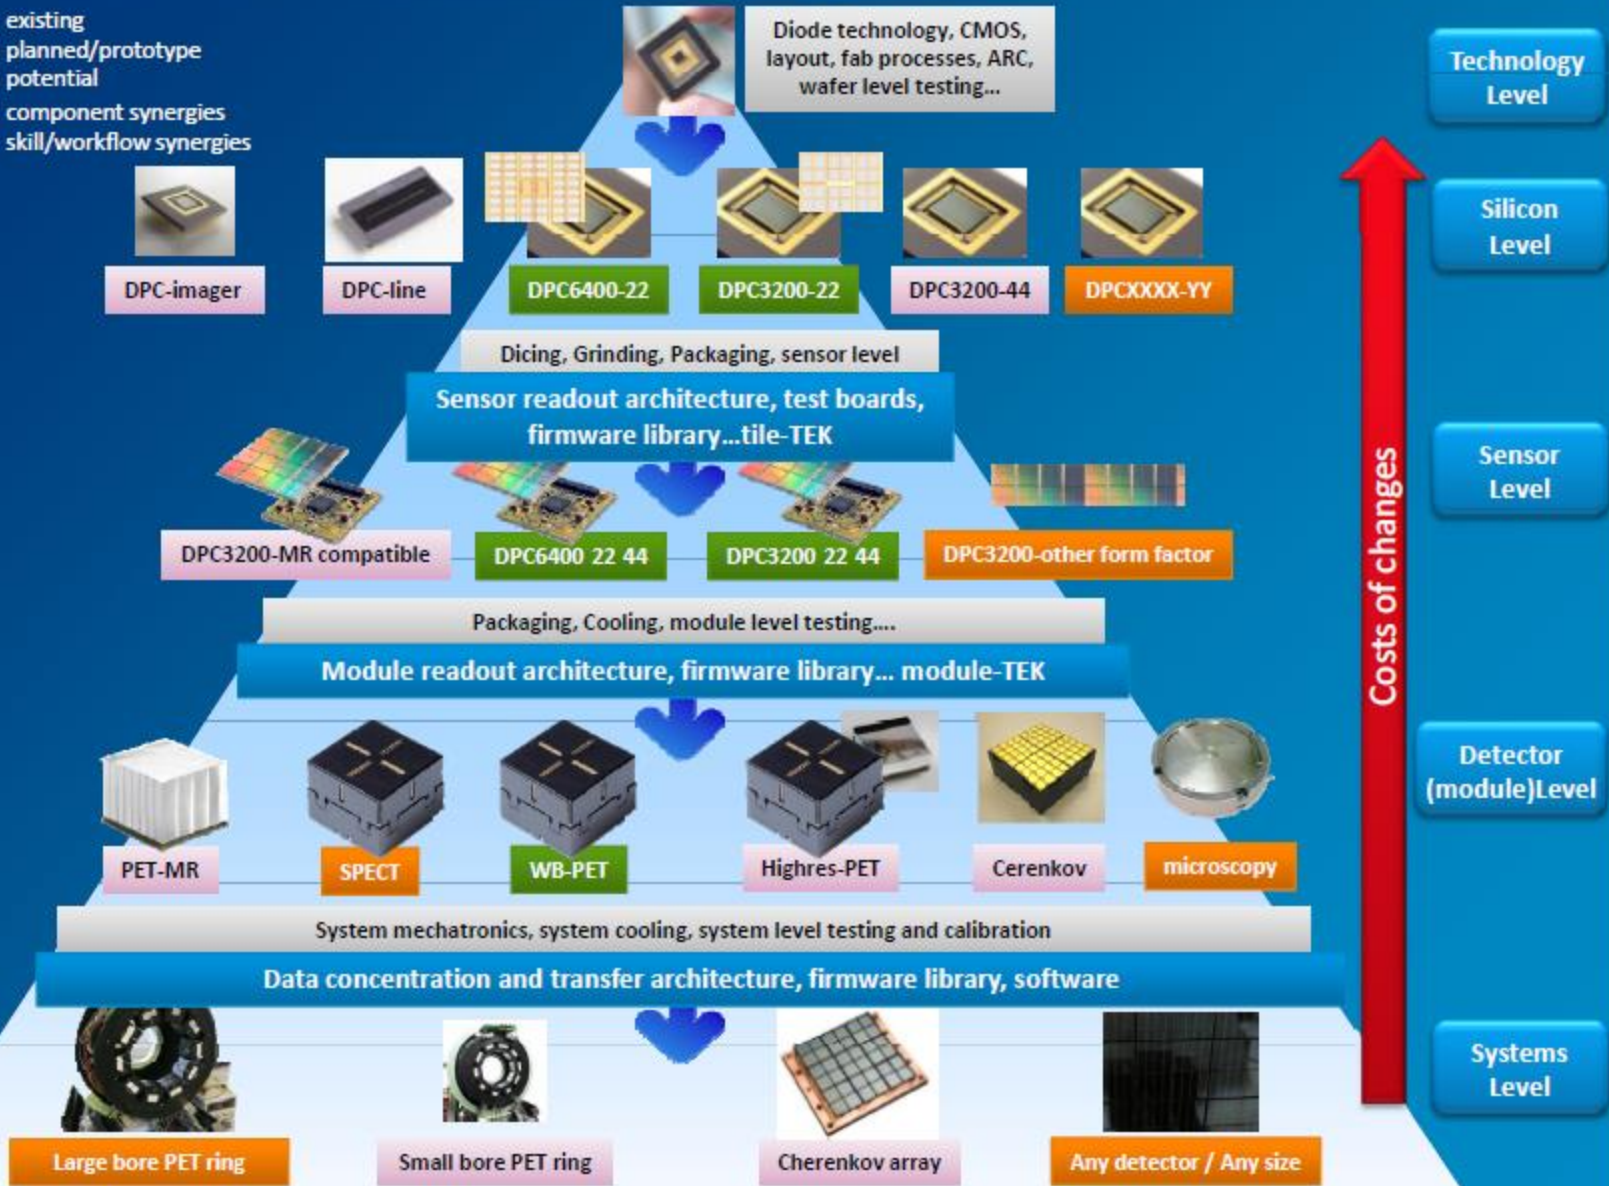 existing
planned/prototype
potential
component synergies
skill/workflow synergies
Diode technology, CMOS,
layout, fab processes, ARC,
wafer level testing...
Technology
Level
Silicon
Level
DPC-imager
DPC-line
DPC6400-22
DPC3200-22
DPC3200-44
DPCXXXX-YY
Dicing, Grinding, Packaging, sensor level
Sensor readout architecture, test boards,
firmware library...tile-TEK
Sensor
Level
Costs of changes
DPC3200-MR compatible
DPC6400 22 44
DPC3200 22 44
DPC3200-other form factor
Packaging, Cooling, module level testing....
Module readout architecture, firmware library... module-TEK
Detector
(module)Level
PET-MR
SPECT
WB-PET
Highres-PET
Cerenkov
microscopy
System mechatronics, system cooling, system level testing and calibration
Data concentration and transfer architecture, firmware library, software
Systems
Level
Large bore PET ring
Small bore PET ring
Cherenkov array
Any detector / Any size